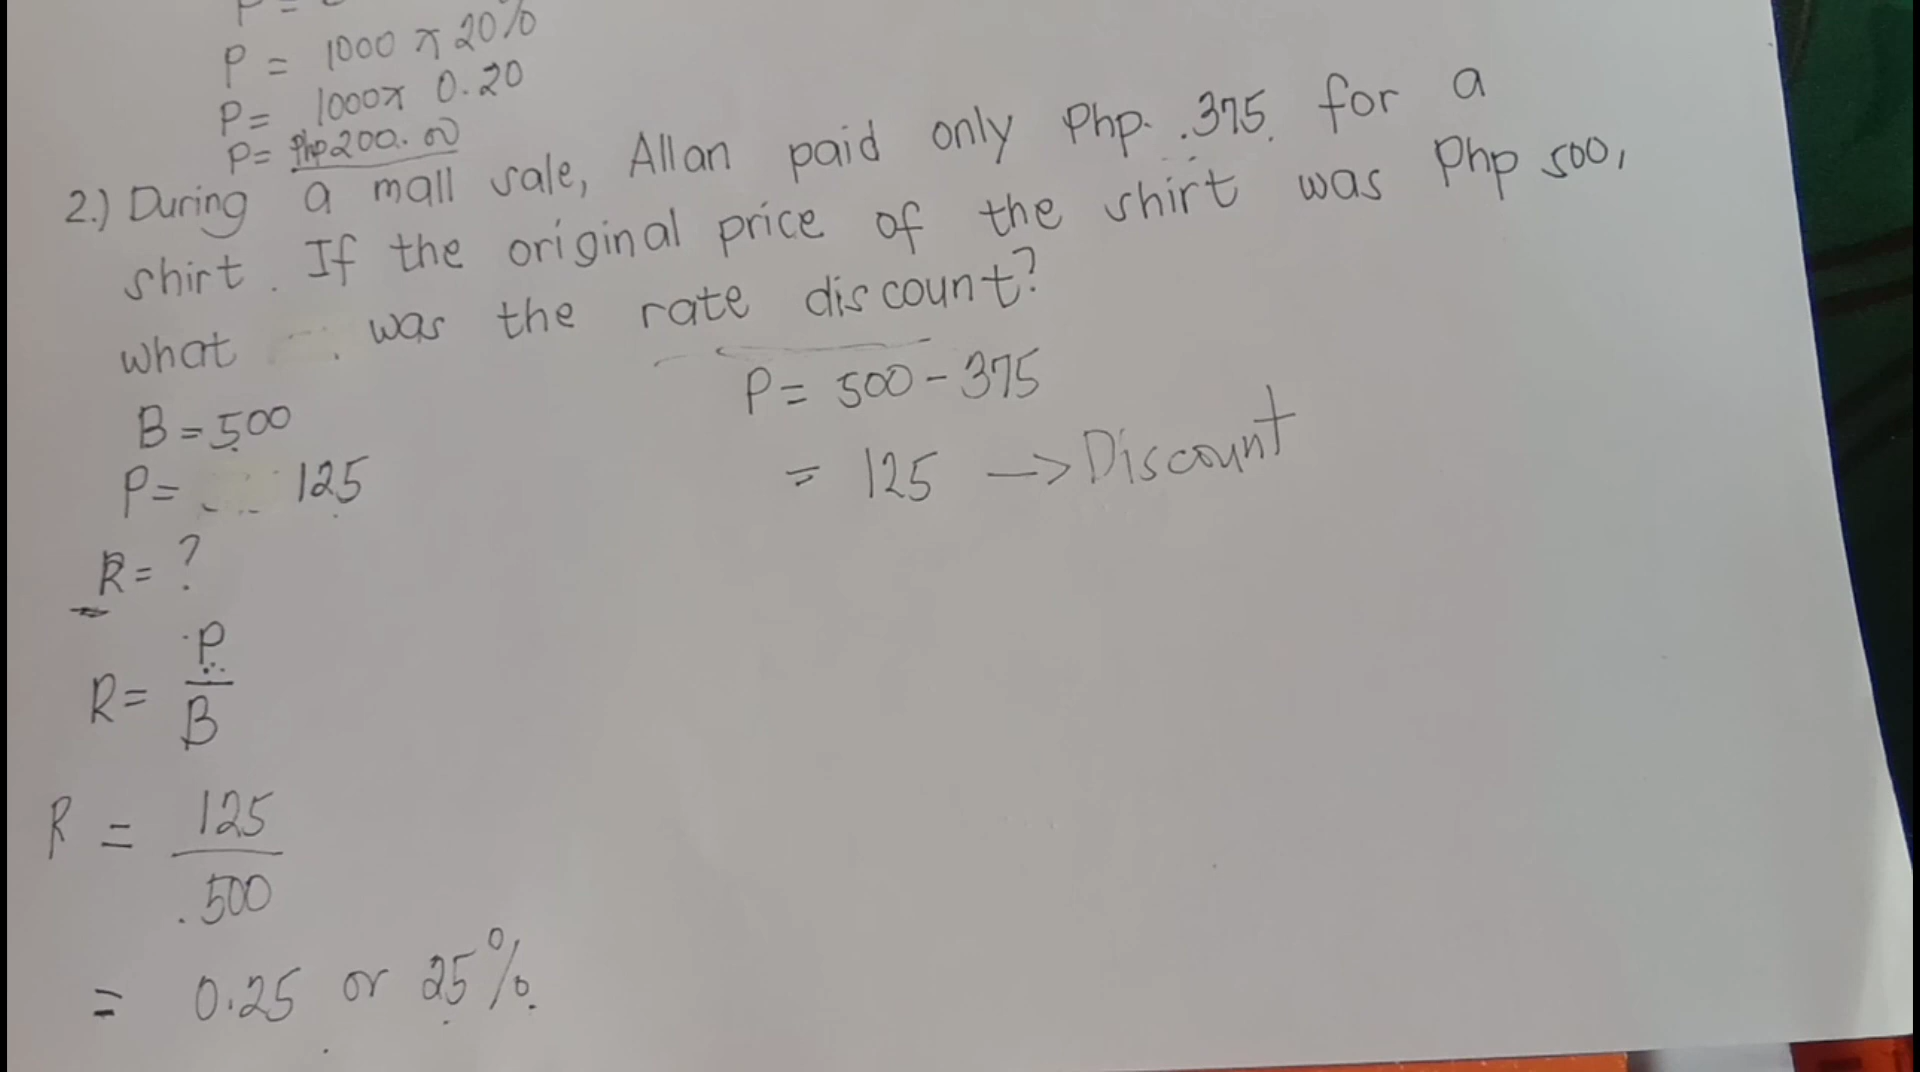 P =
P = 1000 x 20%
P = 1000x 0.20
P = Php 200.00
2.) During a mall sale, Allan paid only Php. 375. for a
shirt. If the original price of the shirt was Php 500,
what was the rate discount?
B = 500
P = 125
R = ?
R = P
B
R = 125
500
= 0.25 or 25%
P = 500 - 375
= 125 -> Discount